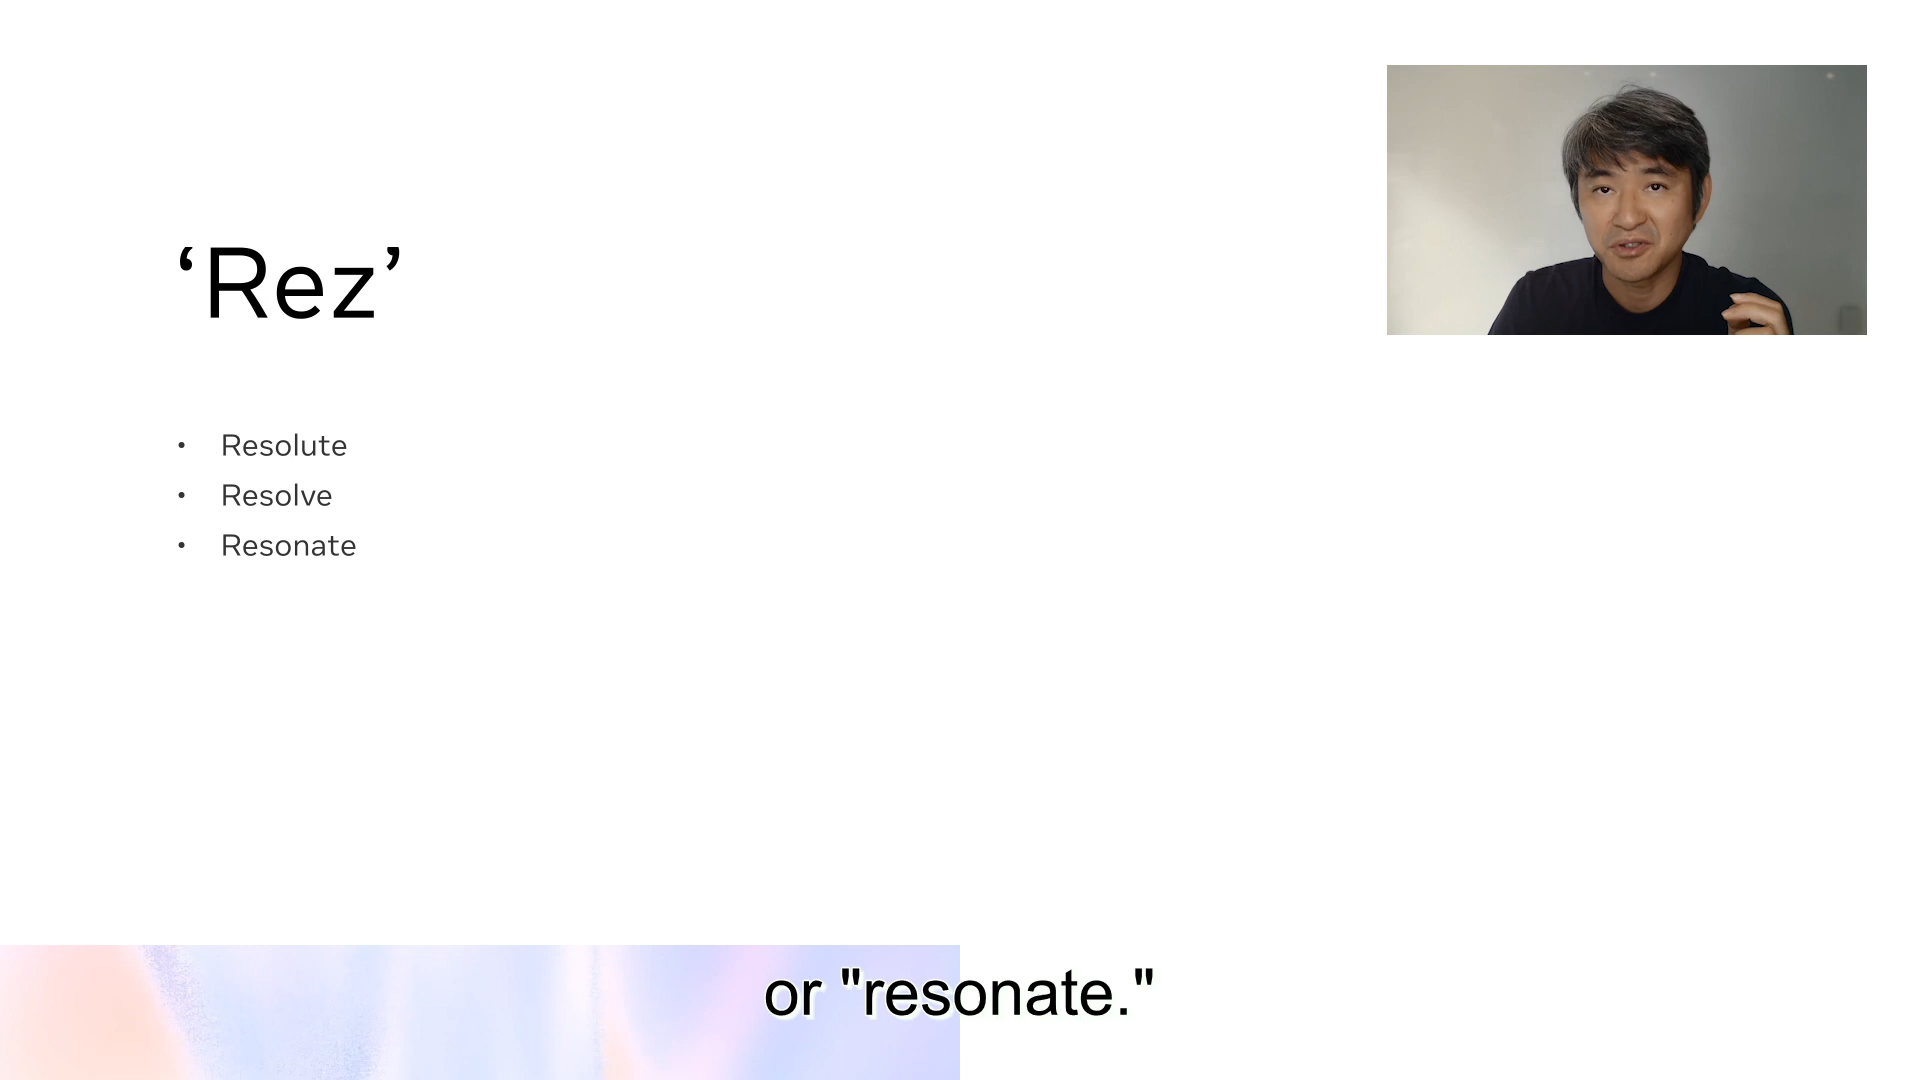 ‘Rez’
• Resolute
• Resolve
• Resonate
or "resonate."